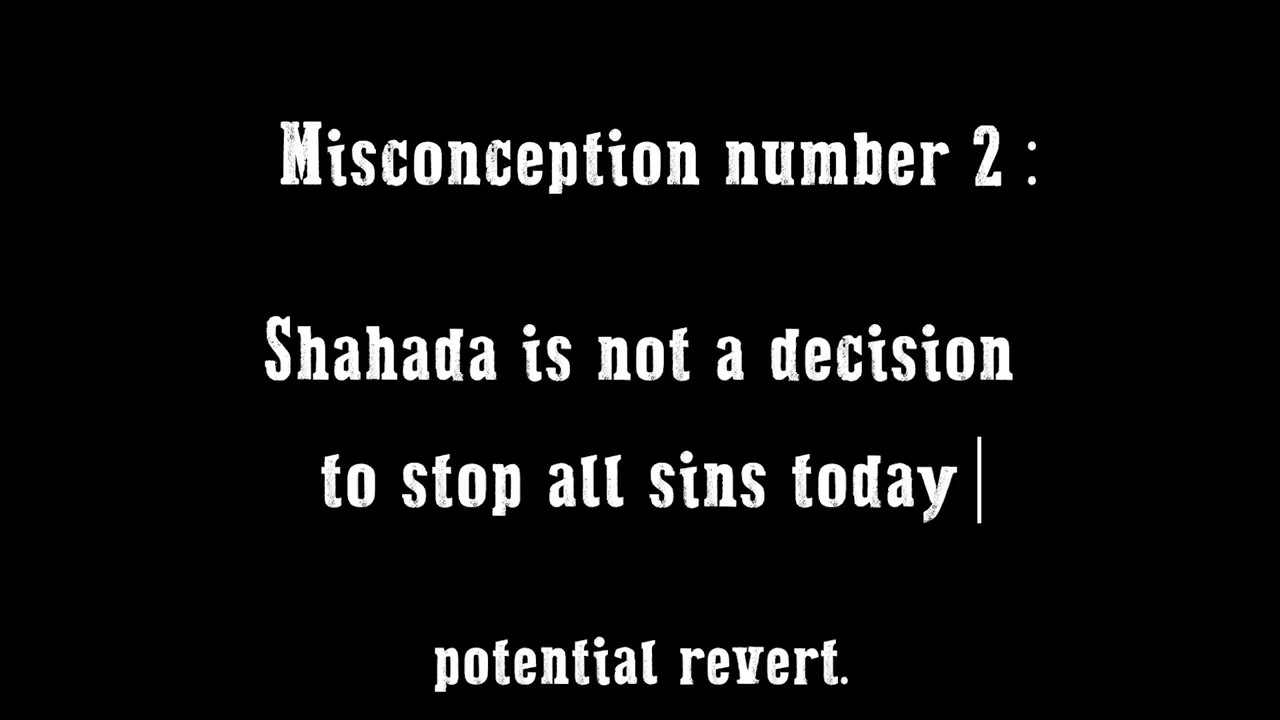 Misconception number 2 :
Shahada is not a decision
to stop all sins today
potential revert.